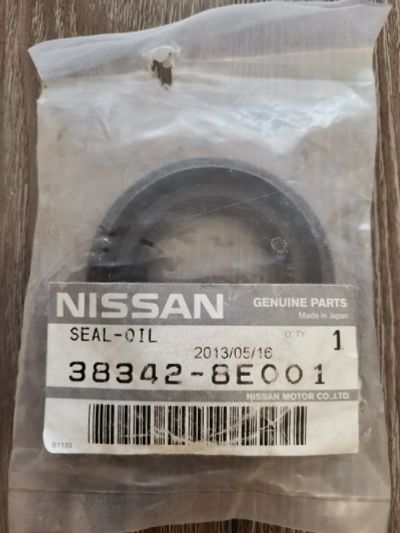 NISSAN
GENUINE PARTS
Made in Japan
SEAL-OIL
Q'TY 1
2013/05/16
38342-8E001
NISSAN MOTOR CO.,LTD.